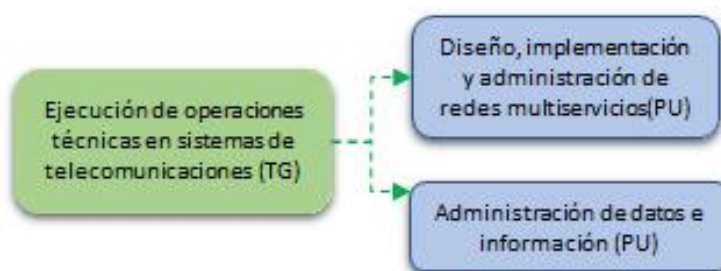 Ejecución de operaciones
técnicas en sistemas de
telecomunicaciones (TG)
Diseño, implementación
y administración de
redes multiservicios(PU)
Administración de datos e
información (PU)